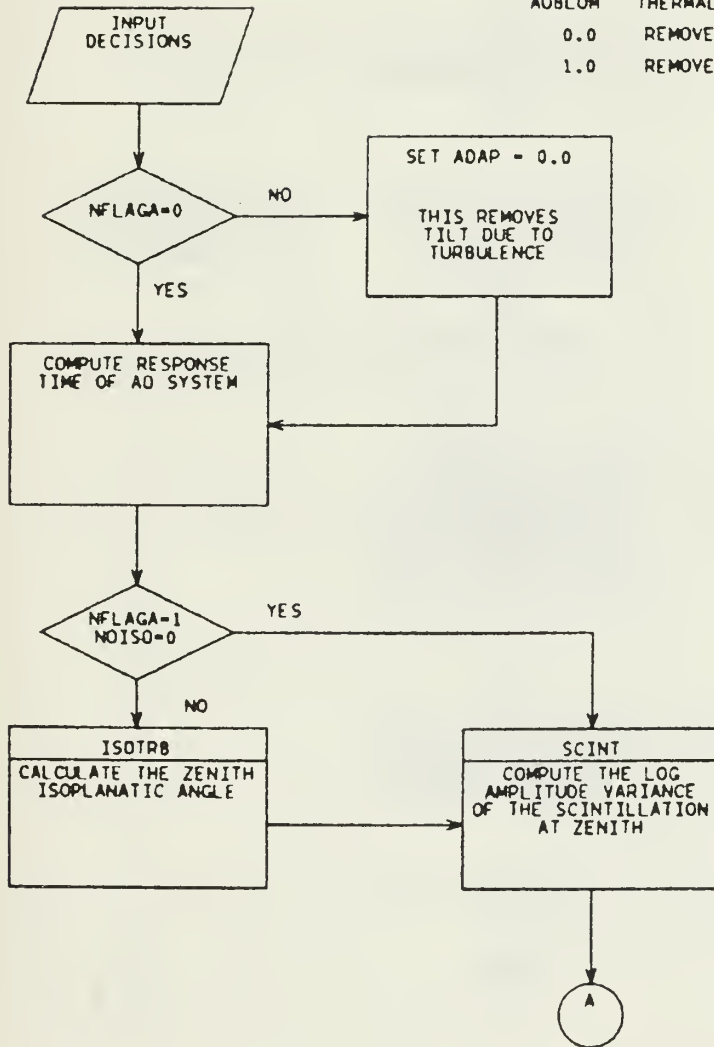 AOBLOM THERMAL
0.0 REMOVE
1.0 REMOVE
INPUT
DECISIONS
NFLAGA=0
NO
YES
SET ADAP = 0.0
THIS REMOVES
TILT DUE TO
TURBULENCE
COMPUTE RESPONSE
TIME OF AO SYSTEM
NFLAGA=1
NOISO=0
YES
NO
ISOTRB
CALCULATE THE ZENITH
ISOPLANATIC ANGLE
SCINT
COMPUTE THE LOG
AMPLITUDE VARIANCE
OF THE SCINTILLATION
AT ZENITH
A